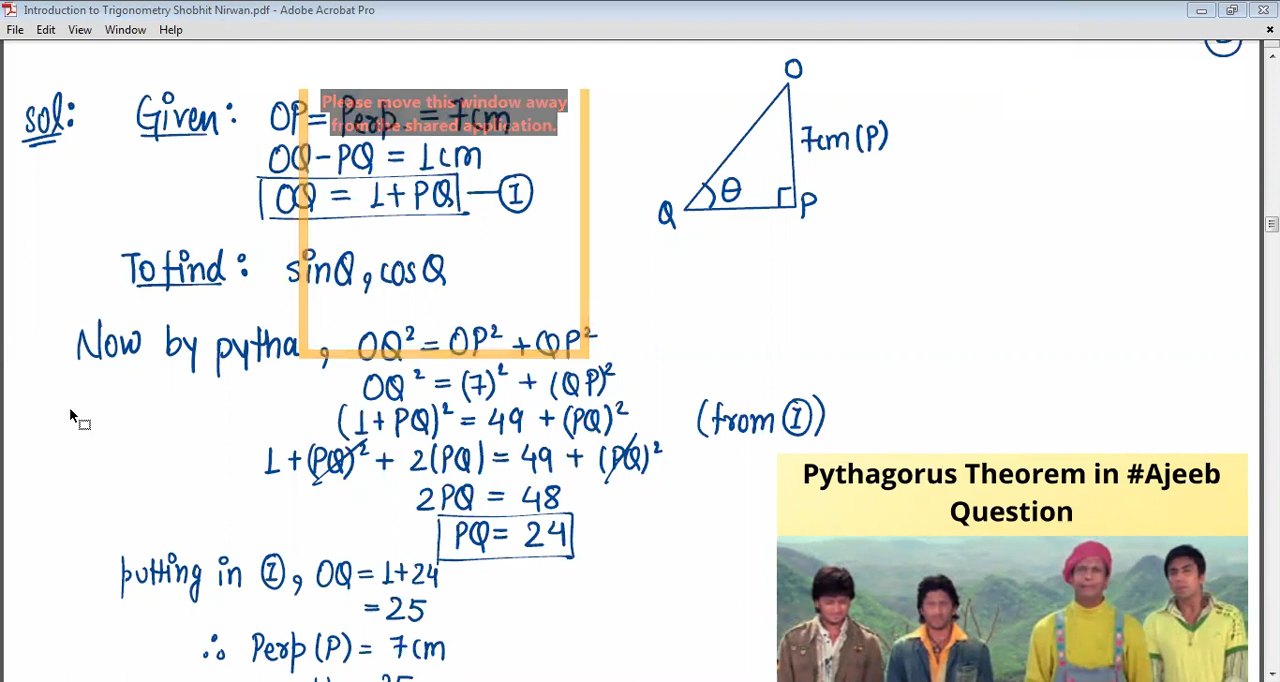 Introduction to Trigonometry Shobhit Nirwan.pdf - Adobe Acrobat Pro
File Edit View Window Help
Sol: Given: OP = Perp = 7cm
Please move this window away
from the shared application.
OQ - PQ = 1cm
OQ = 1 + PQ — I
O
7cm (P)
θ
Q
P
To find: sinQ, cosQ
Now by pytha, OQ² = OP² + QP²
OQ² = (7)² + (QP)²
(1 + PQ)² = 49 + (PQ)² (from I)
1 + (PQ)² + 2(PQ) = 49 + (PQ)²
2PQ = 48
PQ = 24
putting in I, OQ = 1+24
= 25
∴ Perp (P) = 7cm
Pythagorus Theorem in #Ajeeb
Question